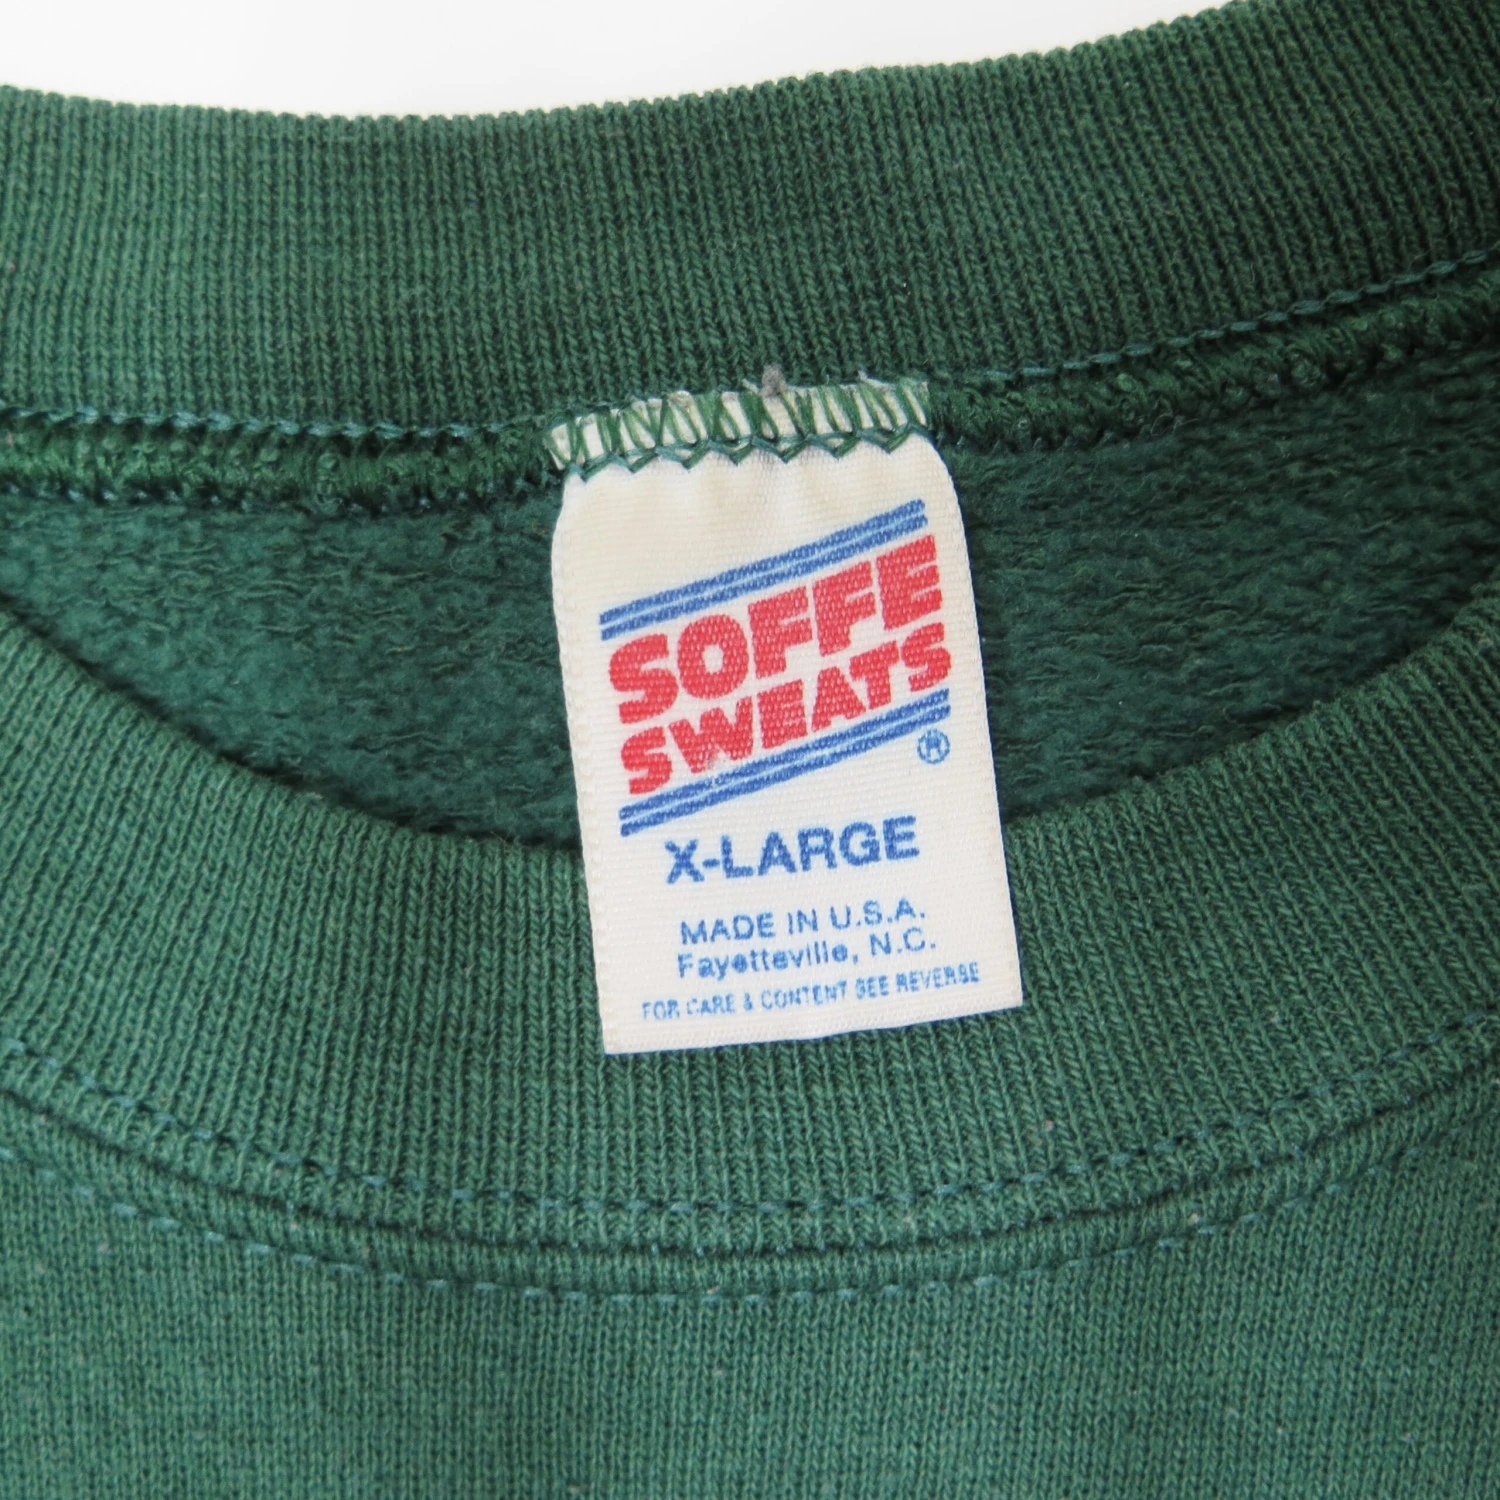 SOFFE
SWEATS
®
X-LARGE
MADE IN U.S.A.
Fayetteville, N.C.
FOR CARE & CONTENT SEE REVERSE